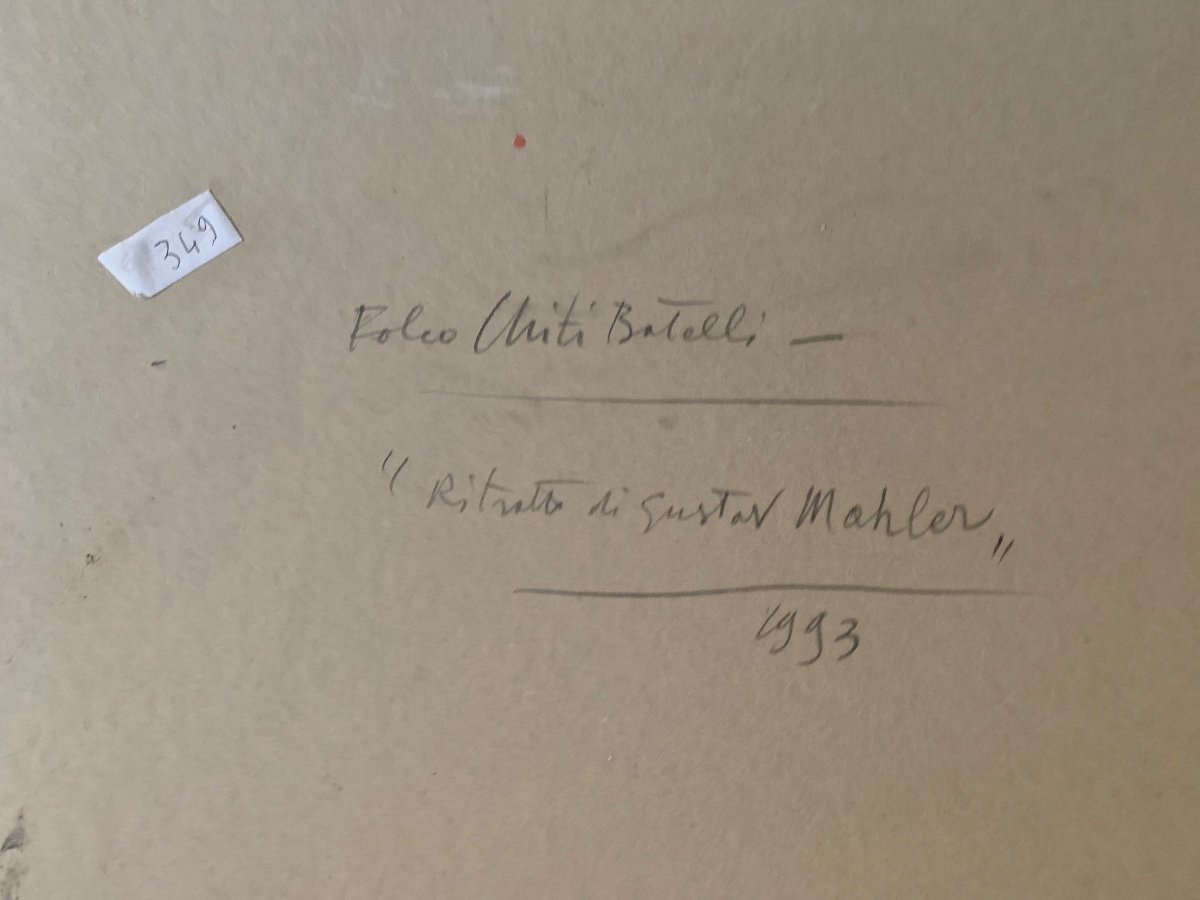 349
Folco Chiti Batelli —
"Ritratto di Gustav Mahler„
1993